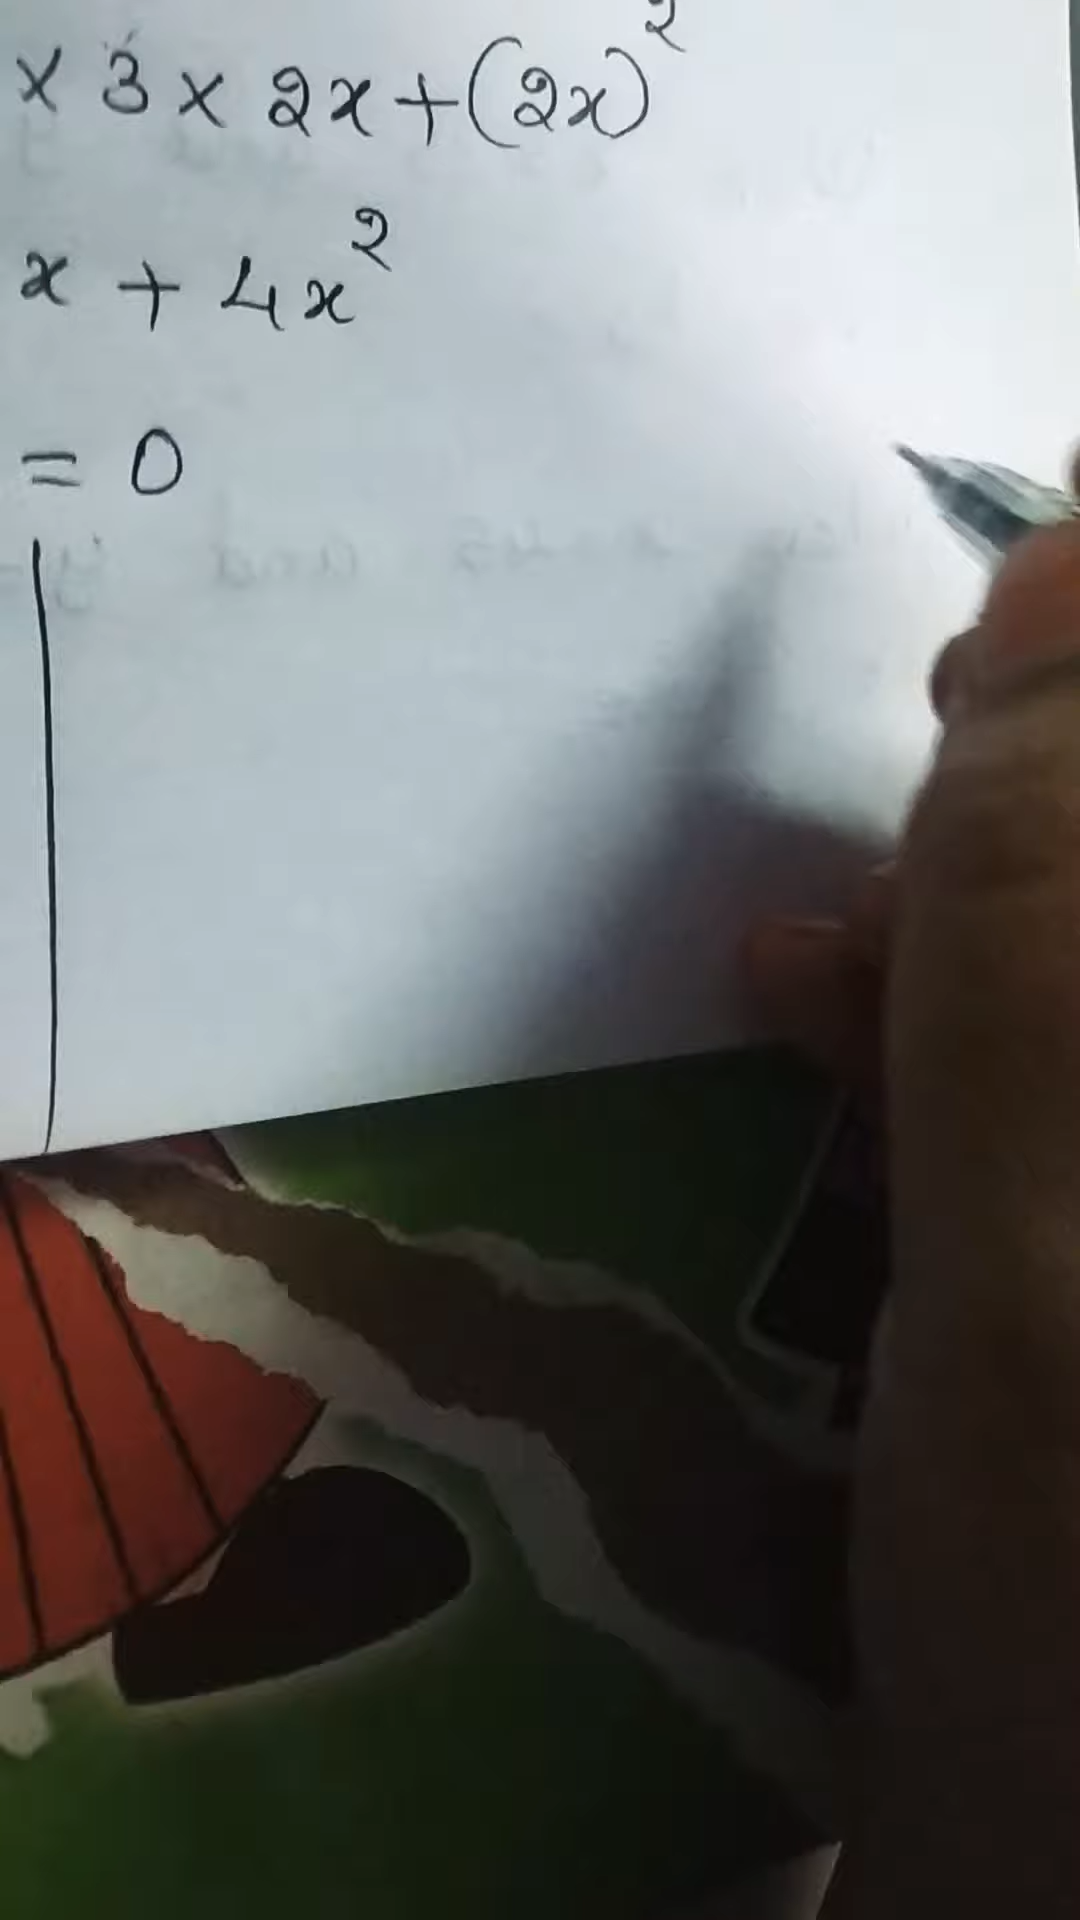 × 3 × 2x + (2x)²
x + 4x²
= 0